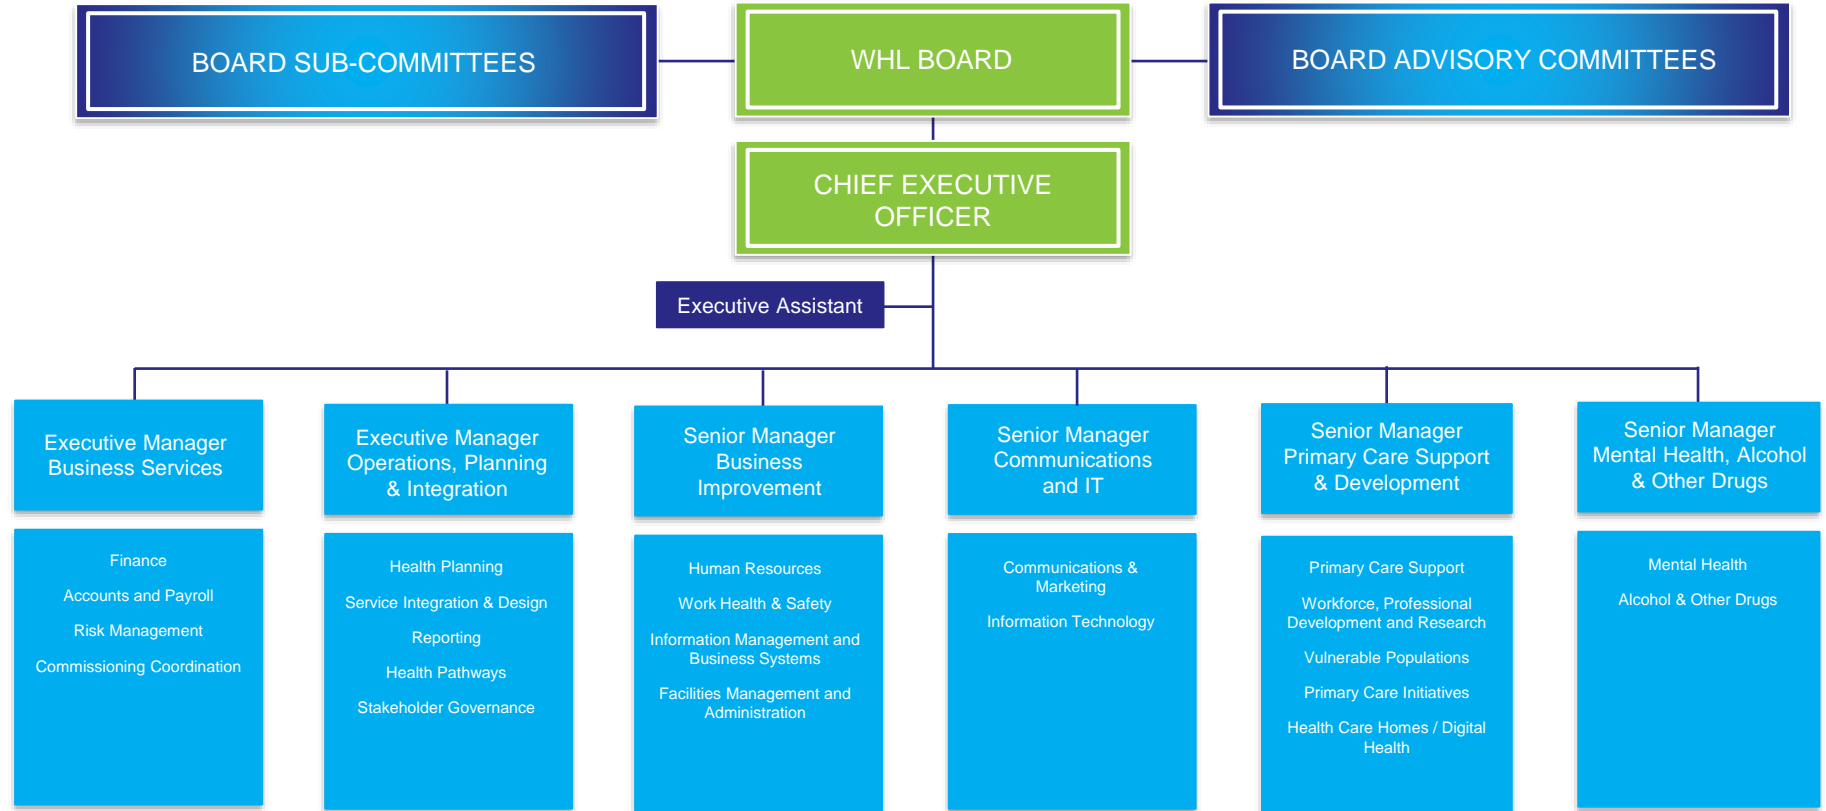 BOARD SUB-COMMITTEES
WHL BOARD
BOARD ADVISORY COMMITTEES
CHIEF EXECUTIVE
OFFICER
Executive Assistant
Executive Manager
Business Services
Executive Manager
Operations, Planning
& Integration
Senior Manager
Business
Improvement
Senior Manager
Communications
and IT
Senior Manager
Primary Care Support
& Development
Senior Manager
Mental Health, Alcohol
& Other Drugs
Finance
Accounts and Payroll
Risk Management
Commissioning Coordination
Health Planning
Service Integration & Design
Reporting
Health Pathways
Stakeholder Governance
Human Resources
Work Health & Safety
Information Management and
Business Systems
Facilities Management and
Administration
Communications &
Marketing
Information Technology
Primary Care Support
Workforce, Professional
Development and Research
Vulnerable Populations
Primary Care Initiatives
Health Care Homes / Digital
Health
Mental Health
Alcohol & Other Drugs